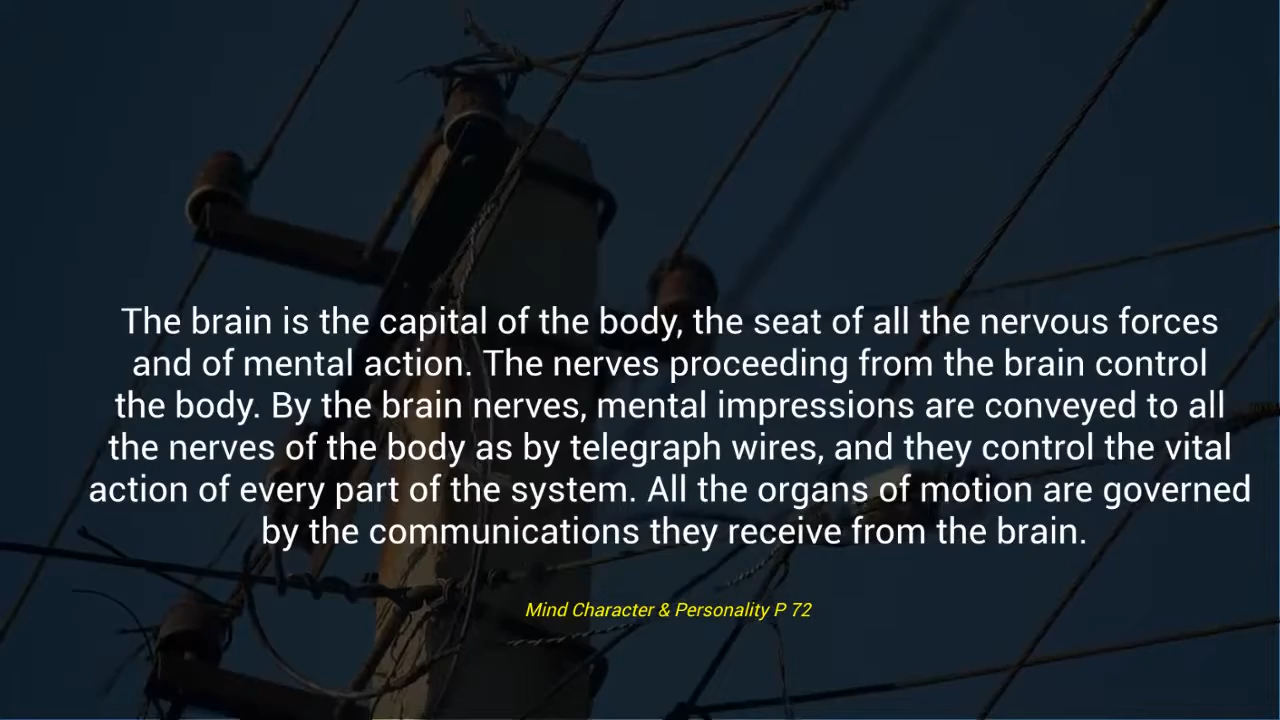 The brain is the capital of the body, the seat of all the nervous forces
and of mental action. The nerves proceeding from the brain control
the body. By the brain nerves, mental impressions are conveyed to all
the nerves of the body as by telegraph wires, and they control the vital
action of every part of the system. All the organs of motion are governed
by the communications they receive from the brain.
Mind Character & Personality P 72